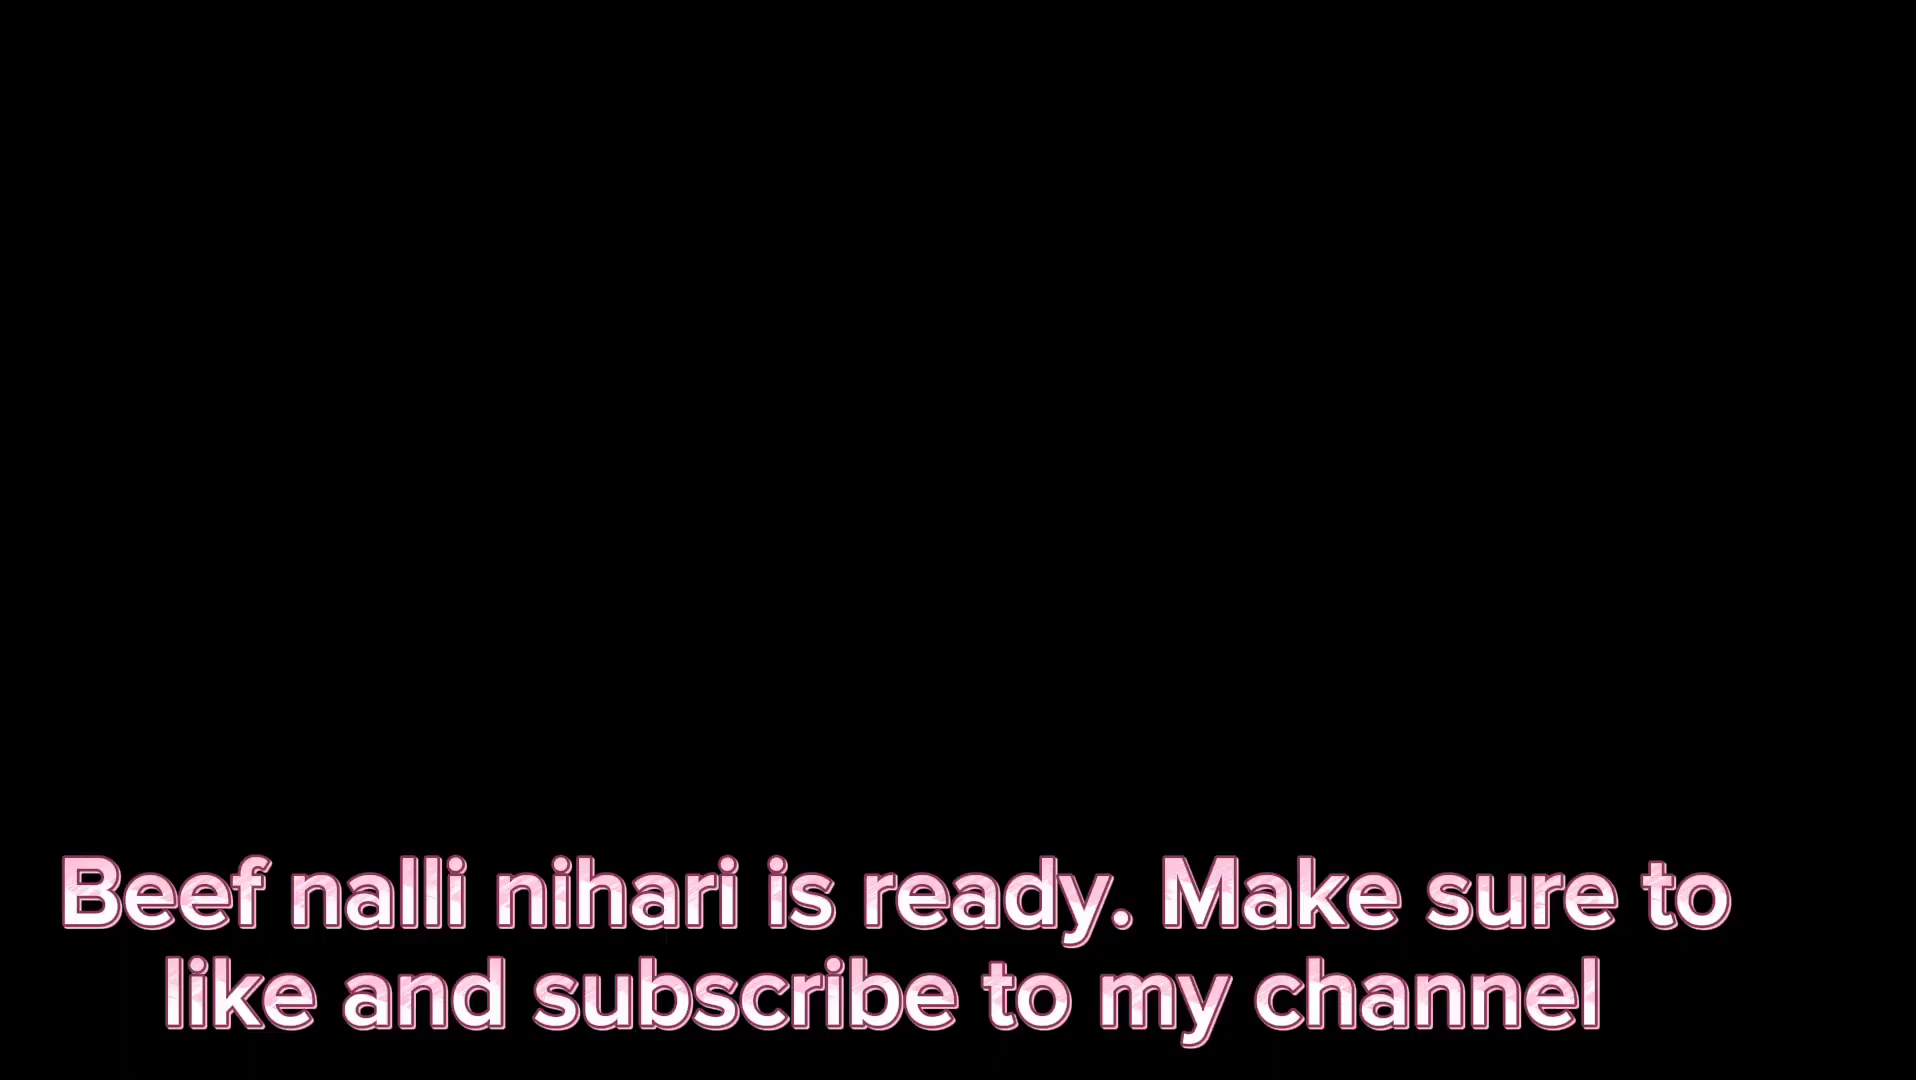 Beef nalli nihari is ready. Make sure to
like and subscribe to my channel